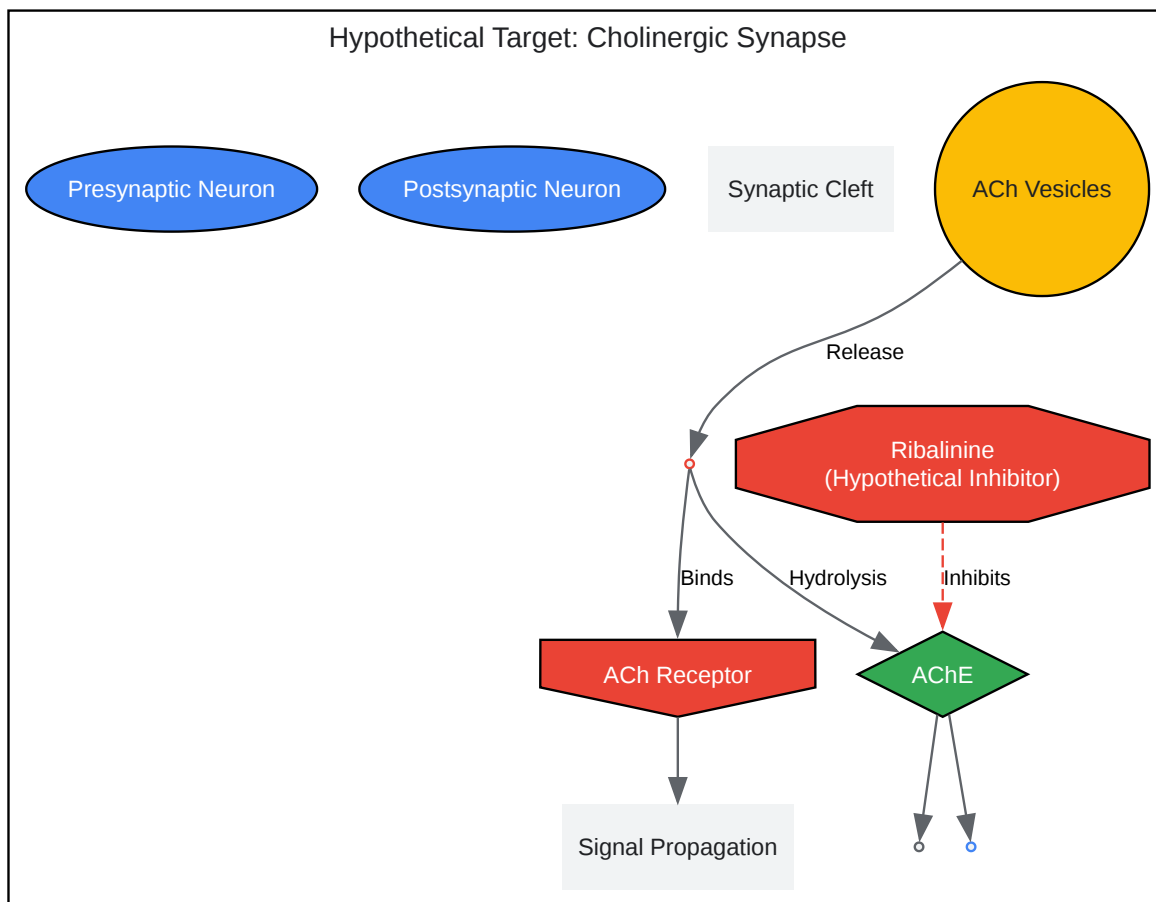 Hypothetical Target: Cholinergic Synapse
Presynaptic Neuron
Postsynaptic Neuron
Synaptic Cleft
ACh Vesicles
Release
Ribalinine
(Hypothetical Inhibitor)
Binds
Hydrolysis
Inhibits
ACh Receptor
AChE
Signal Propagation